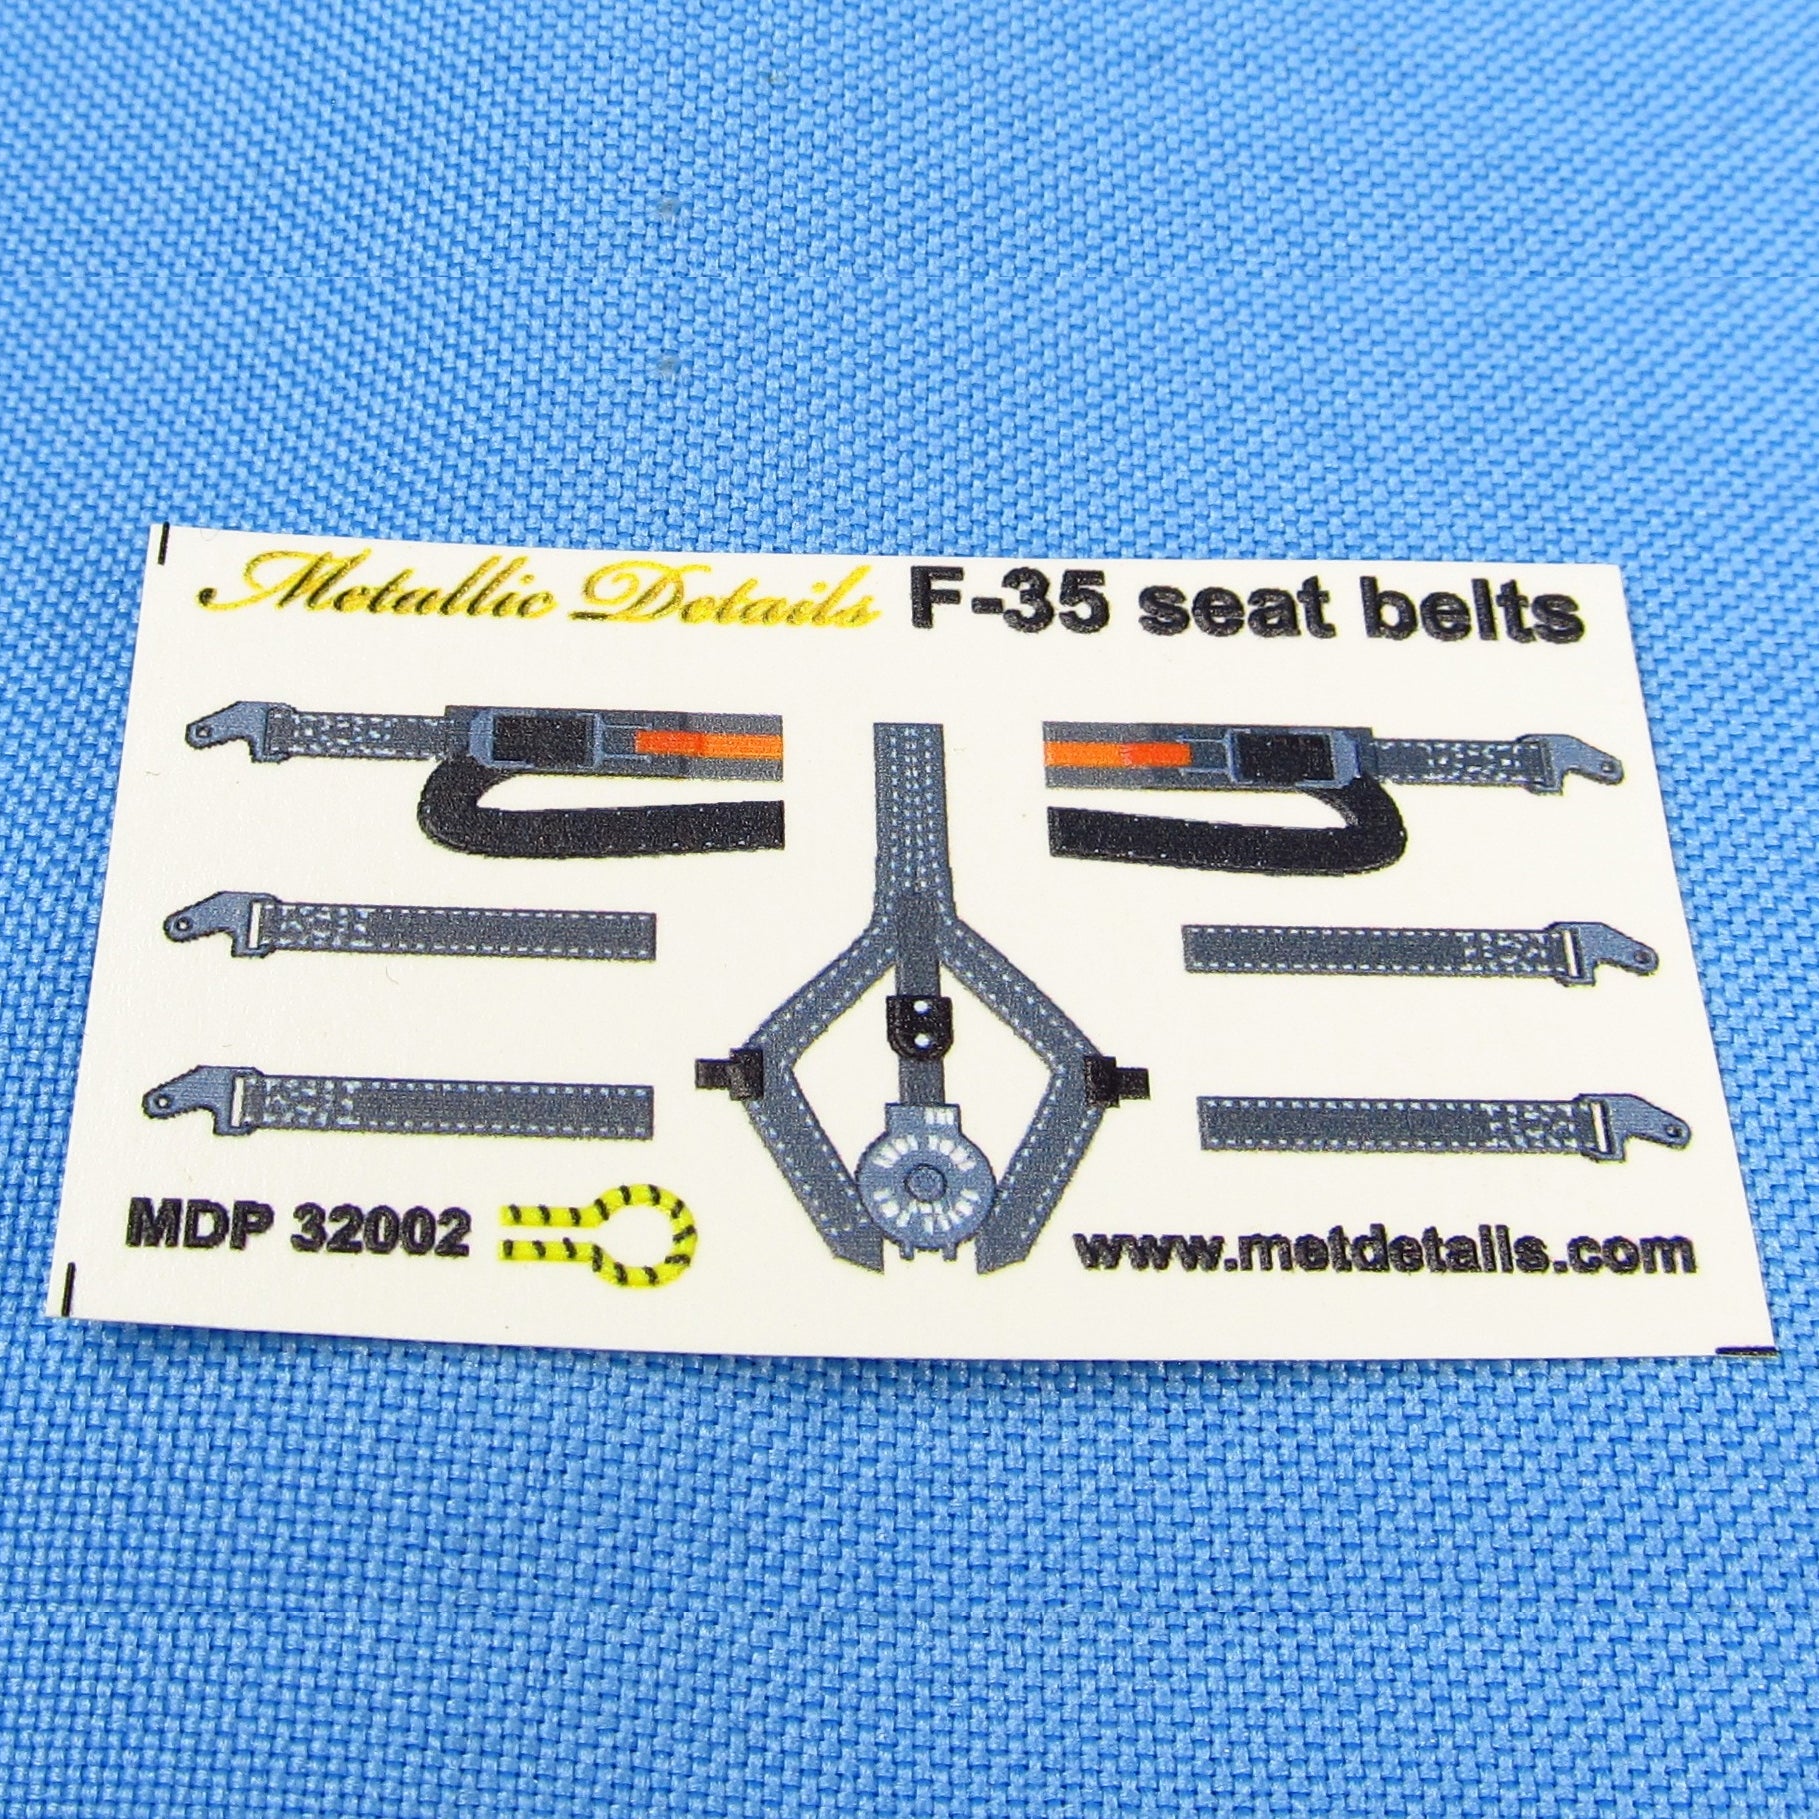 Metallic Details F-35 seat belts
MDP 32002
www.metdetails.com